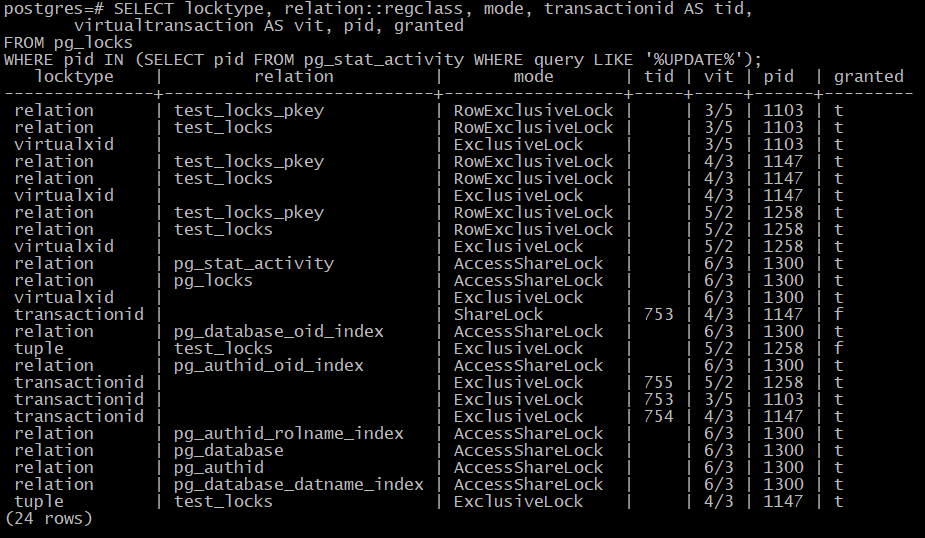 postgres=# SELECT locktype, relation::regclass, mode, transactionid AS tid,
       virtualtransaction AS vit, pid, granted
FROM pg_locks
WHERE pid IN (SELECT pid FROM pg_stat_activity WHERE query LIKE '%UPDATE%');
   locktype    |          relation          |       mode       | tid | vit | pid  | granted
---------------+----------------------------+------------------+-----+-----+------+---------
 relation      | test_locks_pkey            | RowExclusiveLock |     | 3/5 | 1103 | t
 relation      | test_locks                 | RowExclusiveLock |     | 3/5 | 1103 | t
 virtualxid    |                            | ExclusiveLock    |     | 3/5 | 1103 | t
 relation      | test_locks_pkey            | RowExclusiveLock |     | 4/3 | 1147 | t
 relation      | test_locks                 | RowExclusiveLock |     | 4/3 | 1147 | t
 virtualxid    |                            | ExclusiveLock    |     | 4/3 | 1147 | t
 relation      | test_locks_pkey            | RowExclusiveLock |     | 5/2 | 1258 | t
 relation      | test_locks                 | RowExclusiveLock |     | 5/2 | 1258 | t
 virtualxid    |                            | ExclusiveLock    |     | 5/2 | 1258 | t
 relation      | pg_stat_activity           | AccessShareLock  |     | 6/3 | 1300 | t
 relation      | pg_locks                   | AccessShareLock  |     | 6/3 | 1300 | t
 virtualxid    |                            | ExclusiveLock    |     | 6/3 | 1300 | t
 transactionid |                            | ShareLock        | 753 | 4/3 | 1147 | f
 relation      | pg_database_oid_index      | AccessShareLock  |     | 6/3 | 1300 | t
 tuple         | test_locks                 | ExclusiveLock    |     | 5/2 | 1258 | f
 relation      | pg_authid_oid_index        | AccessShareLock  |     | 6/3 | 1300 | t
 transactionid |                            | ExclusiveLock    | 755 | 5/2 | 1258 | t
 transactionid |                            | ExclusiveLock    | 753 | 3/5 | 1103 | t
 transactionid |                            | ExclusiveLock    | 754 | 4/3 | 1147 | t
 relation      | pg_authid_rolname_index    | AccessShareLock  |     | 6/3 | 1300 | t
 relation      | pg_database                | AccessShareLock  |     | 6/3 | 1300 | t
 relation      | pg_authid                  | AccessShareLock  |     | 6/3 | 1300 | t
 relation      | pg_database_datname_index  | AccessShareLock  |     | 6/3 | 1300 | t
 tuple         | test_locks                 | ExclusiveLock    |     | 4/3 | 1147 | t
(24 rows)